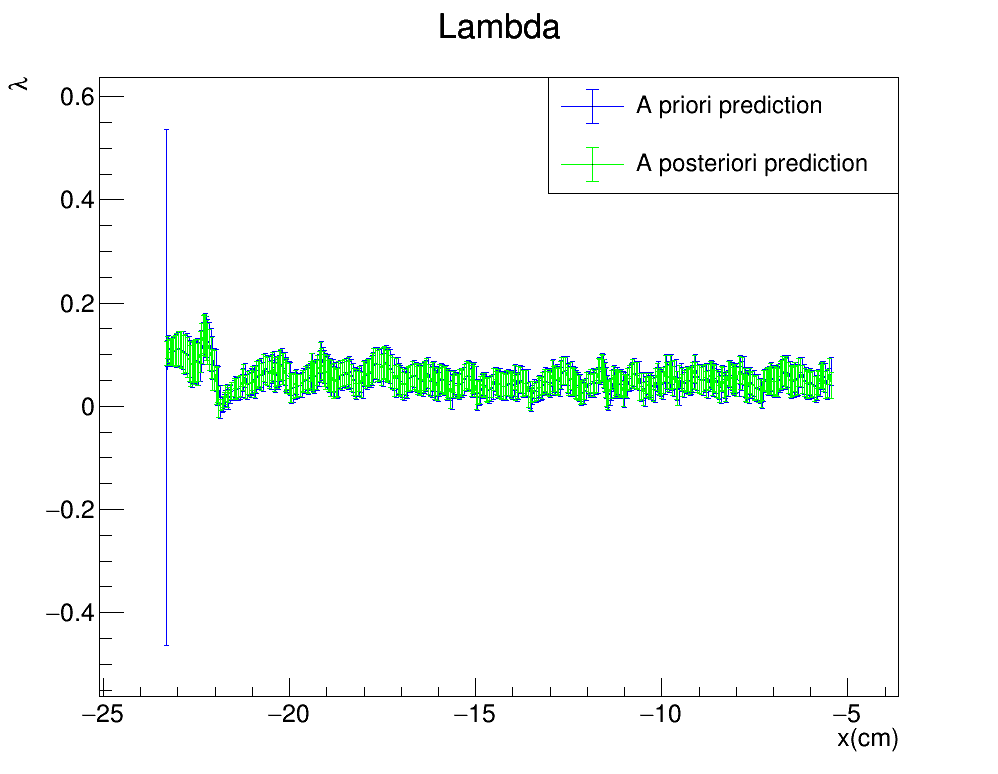 Lambda
λ
0.6
0.4
0.2
0
−0.2
−0.4
A priori prediction
A posteriori prediction
−25 −20 −15 −10 −5
x(cm)